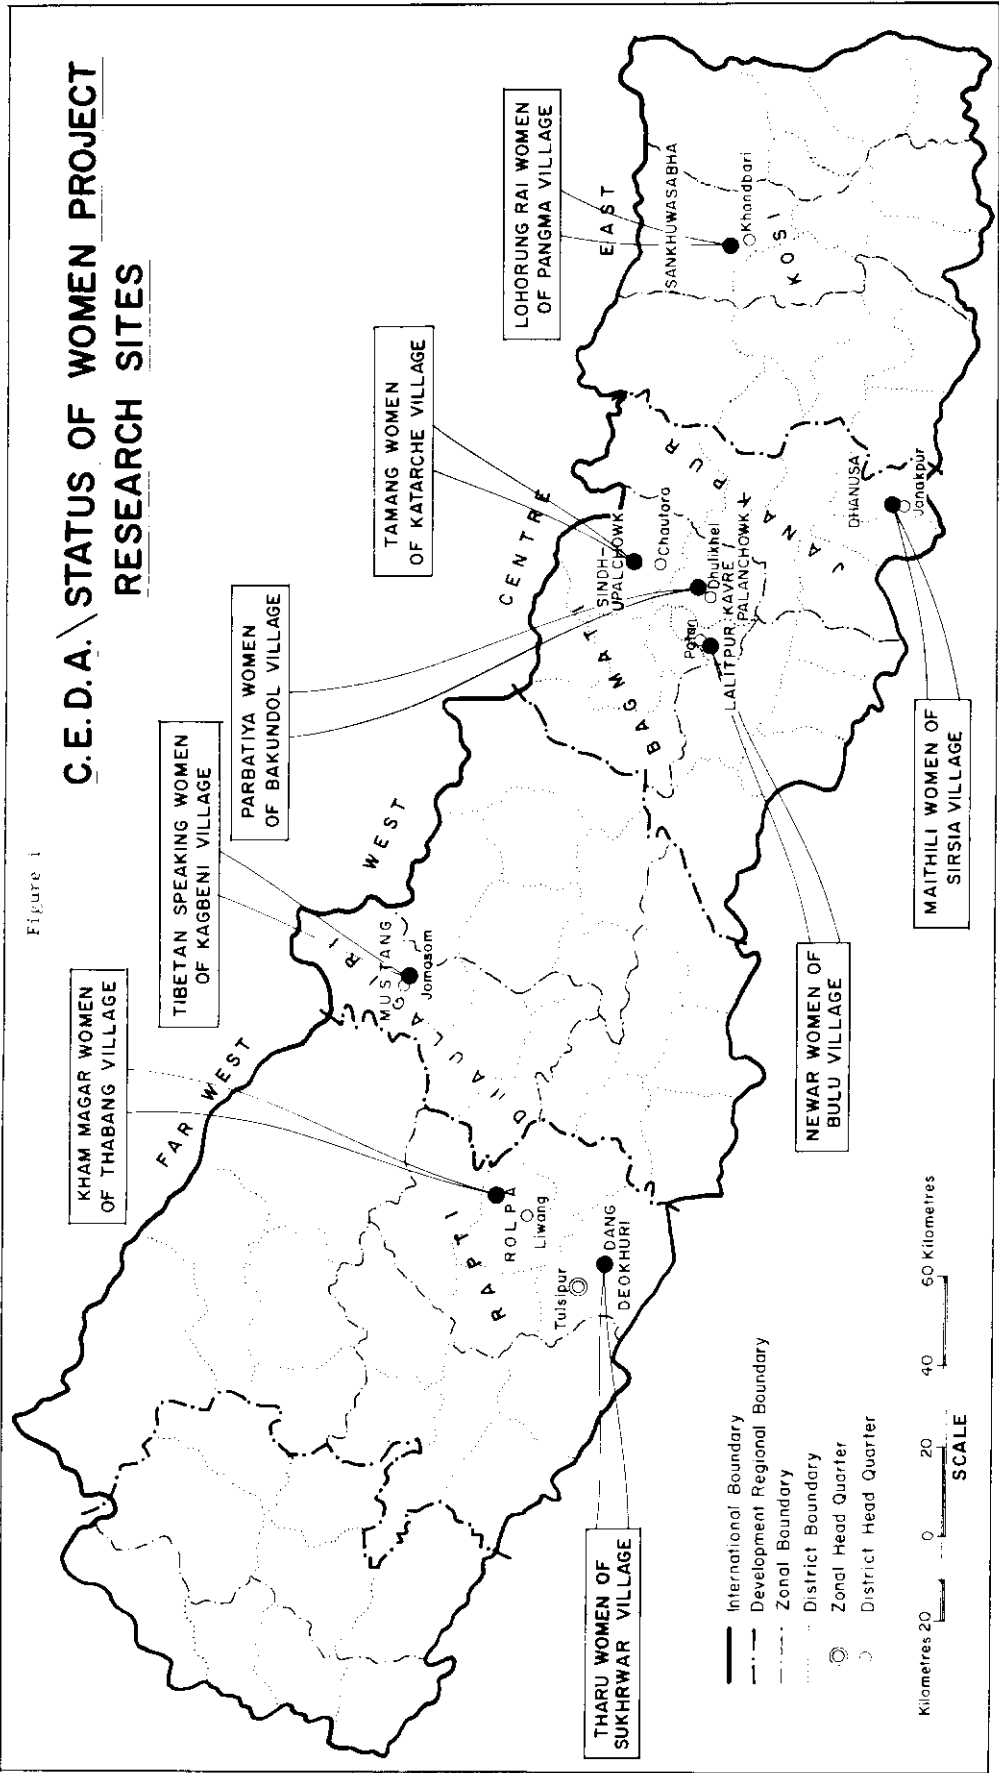 Figure 1
C.E.D.A. \ STATUS OF WOMEN PROJECT
RESEARCH SITES
KHAM MAGAR WOMEN
OF THABANG VILLAGE
TIBETAN SPEAKING WOMEN
OF KAGBENI VILLAGE
PARBATIYA WOMEN
OF BAKUNDOL VILLAGE
TAMANG WOMEN
OF KATARCHE VILLAGE
LOHORUNG RAI WOMEN
OF PANGMA VILLAGE
FAR WEST
WEST
CENTRE
EAST
MUSTANG
Jomosom
DHAULAGIRI
RAPTI
ROLPA
Liwang
Tulsipur
DANG
DEOKHURI
BAGMATI
SINDH-
UPALCHOWK
Chautara
Dhulikhel
Patan
LALITPUR
KAVRE
PALANCHOWK
JANAKPUR
DHANUSA
Janakpur
SANKHUWASABHA
Khandbari
KOSI
THARU WOMEN OF
SUKHRWAR VILLAGE
NEWAR WOMEN OF
BULU VILLAGE
MAITHILI WOMEN OF
SIRSIA VILLAGE
International Boundary
Development Regional Boundary
Zonal Boundary
District Boundary
Zonal Head Quarter
District Head Quarter
Kilometres 20 0 20 40 60 Kilometres
SCALE